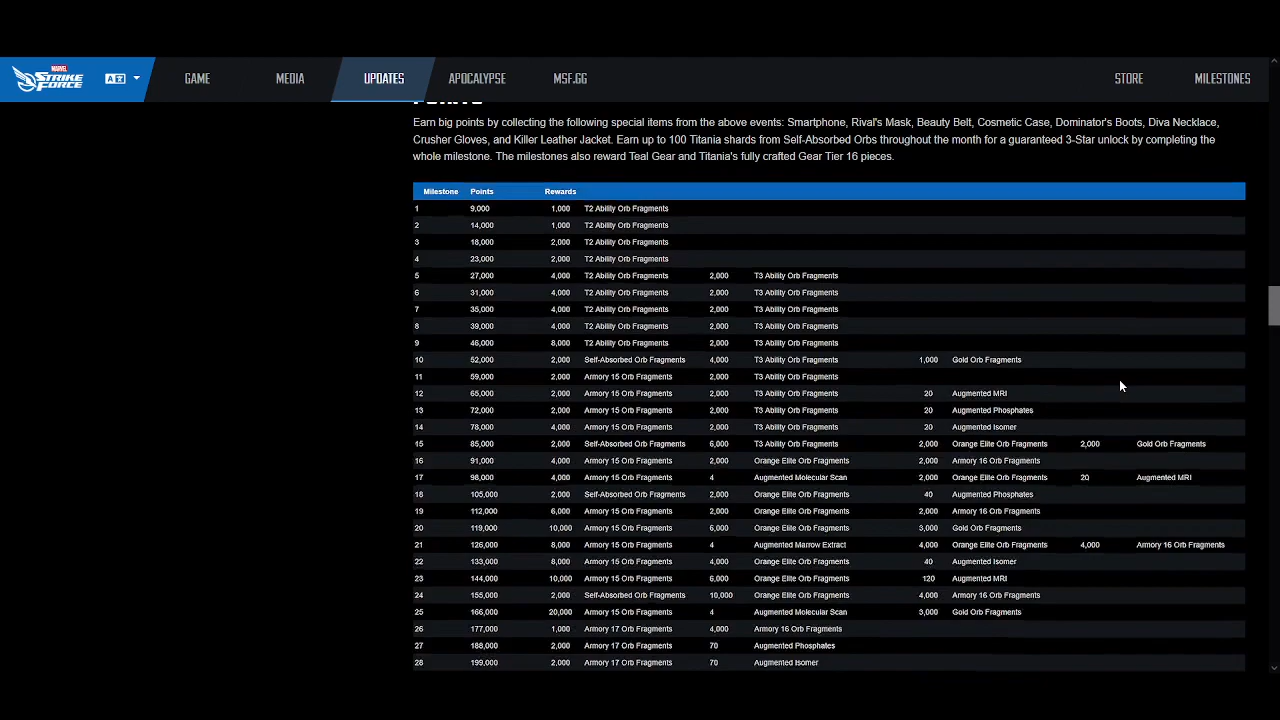 MARVEL
STRIKE
FORCE
GAME
MEDIA
UPDATES
APOCALYPSE
MSF.GG
STORE
MILESTONES
Earn big points by collecting the following special items from the above events: Smartphone, Rival's Mask, Beauty Belt, Cosmetic Case, Dominator's Boots, Diva Necklace,
Crusher Gloves, and Killer Leather Jacket. Earn up to 100 Titania shards from Self-Absorbed Orbs throughout the month for a guaranteed 3-Star unlock by completing the
whole milestone. The milestones also reward Teal Gear and Titania's fully crafted Gear Tier 16 pieces.
Milestone Points Rewards
1 9,000 1,000 T2 Ability Orb Fragments
2 14,000 1,000 T2 Ability Orb Fragments
3 18,000 2,000 T2 Ability Orb Fragments
4 23,000 2,000 T2 Ability Orb Fragments
5 27,000 4,000 T2 Ability Orb Fragments 2,000 T3 Ability Orb Fragments
6 31,000 4,000 T2 Ability Orb Fragments 2,000 T3 Ability Orb Fragments
7 35,000 4,000 T2 Ability Orb Fragments 2,000 T3 Ability Orb Fragments
8 39,000 4,000 T2 Ability Orb Fragments 2,000 T3 Ability Orb Fragments
9 46,000 8,000 T2 Ability Orb Fragments 2,000 T3 Ability Orb Fragments
10 52,000 2,000 Self-Absorbed Orb Fragments 4,000 T3 Ability Orb Fragments 1,000 Gold Orb Fragments
11 59,000 2,000 Armory 15 Orb Fragments 2,000 T3 Ability Orb Fragments
12 65,000 2,000 Armory 15 Orb Fragments 2,000 T3 Ability Orb Fragments 20 Augmented MRI
13 72,000 2,000 Armory 15 Orb Fragments 2,000 T3 Ability Orb Fragments 20 Augmented Phosphates
14 78,000 4,000 Armory 15 Orb Fragments 2,000 T3 Ability Orb Fragments 20 Augmented Isomer
15 85,000 2,000 Self-Absorbed Orb Fragments 6,000 T3 Ability Orb Fragments 2,000 Orange Elite Orb Fragments 2,000 Gold Orb Fragments
16 91,000 4,000 Armory 15 Orb Fragments 2,000 Orange Elite Orb Fragments 2,000 Armory 16 Orb Fragments
17 98,000 4,000 Armory 15 Orb Fragments 4 Augmented Molecular Scan 2,000 Orange Elite Orb Fragments 20 Augmented MRI
18 105,000 2,000 Self-Absorbed Orb Fragments 2,000 Orange Elite Orb Fragments 40 Augmented Phosphates
19 112,000 6,000 Armory 15 Orb Fragments 2,000 Orange Elite Orb Fragments 2,000 Armory 16 Orb Fragments
20 119,000 10,000 Armory 15 Orb Fragments 6,000 Orange Elite Orb Fragments 3,000 Gold Orb Fragments
21 126,000 8,000 Armory 15 Orb Fragments 4 Augmented Marrow Extract 4,000 Orange Elite Orb Fragments 4,000 Armory 16 Orb Fragments
22 133,000 8,000 Armory 15 Orb Fragments 4,000 Orange Elite Orb Fragments 40 Augmented Isomer
23 144,000 10,000 Armory 15 Orb Fragments 6,000 Orange Elite Orb Fragments 120 Augmented MRI
24 155,000 2,000 Self-Absorbed Orb Fragments 10,000 Orange Elite Orb Fragments 4,000 Armory 16 Orb Fragments
25 166,000 20,000 Armory 15 Orb Fragments 4 Augmented Molecular Scan 3,000 Gold Orb Fragments
26 177,000 1,000 Armory 17 Orb Fragments 4,000 Armory 16 Orb Fragments
27 188,000 2,000 Armory 17 Orb Fragments 70 Augmented Phosphates
28 199,000 2,000 Armory 17 Orb Fragments 70 Augmented Isomer